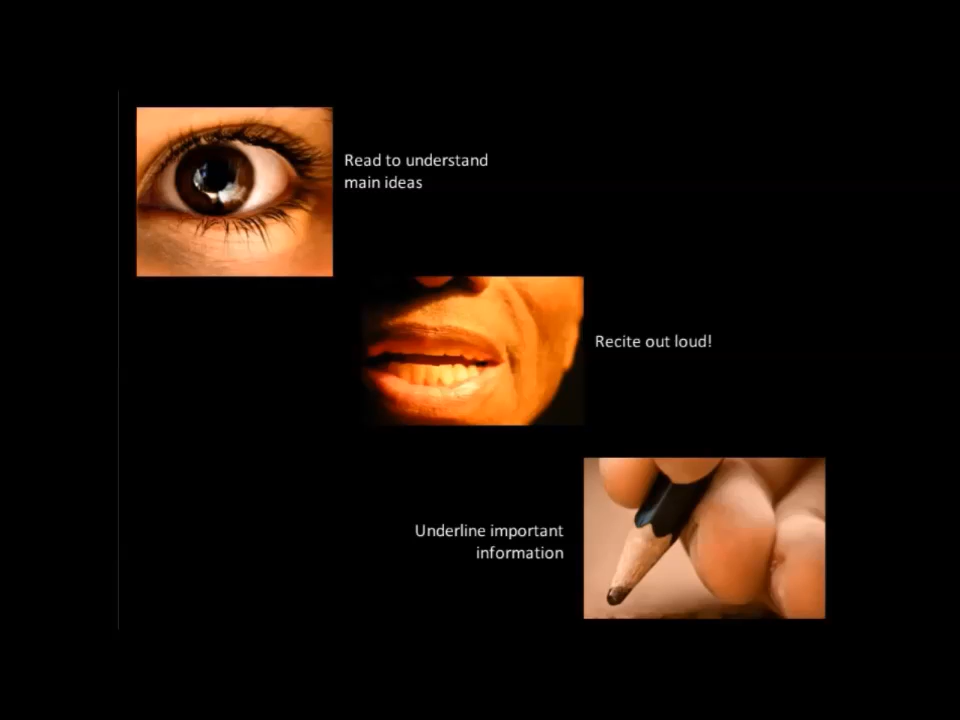 Read to understand
main ideas
Recite out loud!
Underline important
information